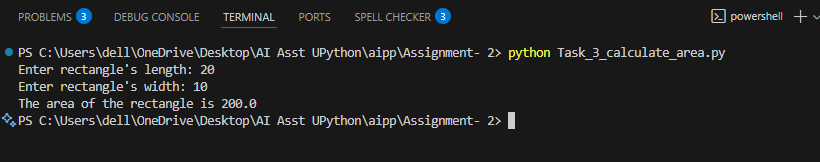 PROBLEMS 3 DEBUG CONSOLE TERMINAL PORTS SPELL CHECKER 3 powershell
PS C:\Users\dell\OneDrive\Desktop\AI Asst UPython\aipp\Assignment- 2> python Task_3_calculate_area.py
Enter rectangle's length: 20
Enter rectangle's width: 10
The area of the rectangle is 200.0
PS C:\Users\dell\OneDrive\Desktop\AI Asst UPython\aipp\Assignment- 2>